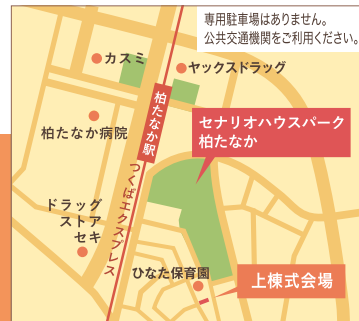 専用駐車場はありません。
公共交通機関をご利用ください。
カスミ
ヤックスドラッグ
柏たなか駅
セナリオハウスパーク
柏たなか
柏たなか病院
つくばエクスプレス
ドラッグ
ストア
セキ
ひなた保育園
上棟式会場